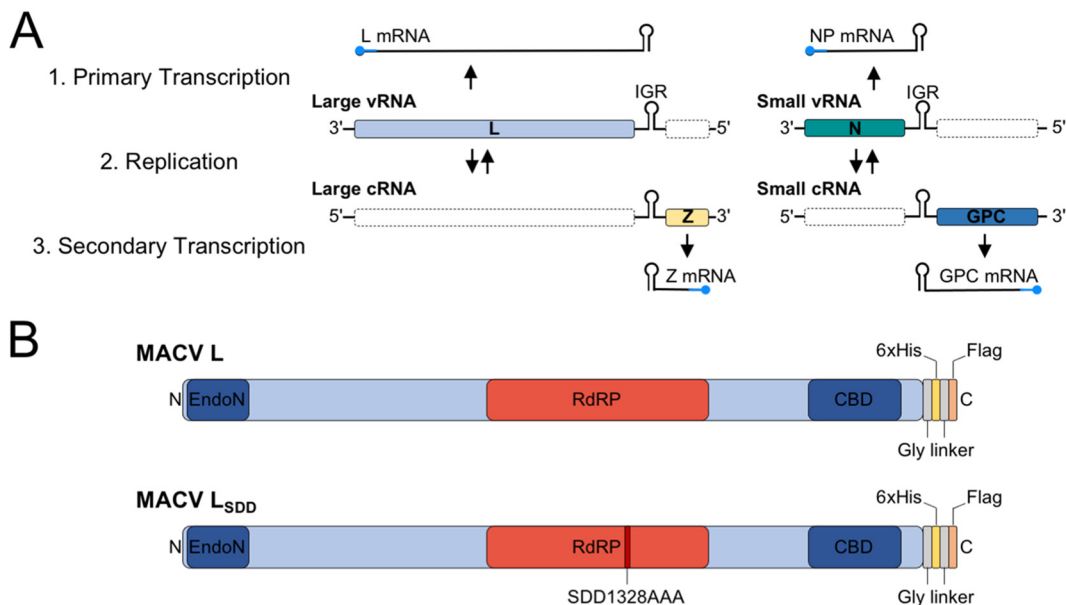 A
L mRNA
NP mRNA
1. Primary Transcription
Large vRNA
IGR
Small vRNA
IGR
3'
L
5'
3'
N
5'
2. Replication
Large cRNA
Small cRNA
5'
Z
3'
5'
GPC
3'
3. Secondary Transcription
Z mRNA
GPC mRNA
B
MACV L
6xHis
Flag
N
EndoN
RdRP
CBD
C
Gly linker
MACV LSDD
6xHis
Flag
N
EndoN
RdRP
CBD
C
SDD1328AAA
Gly linker